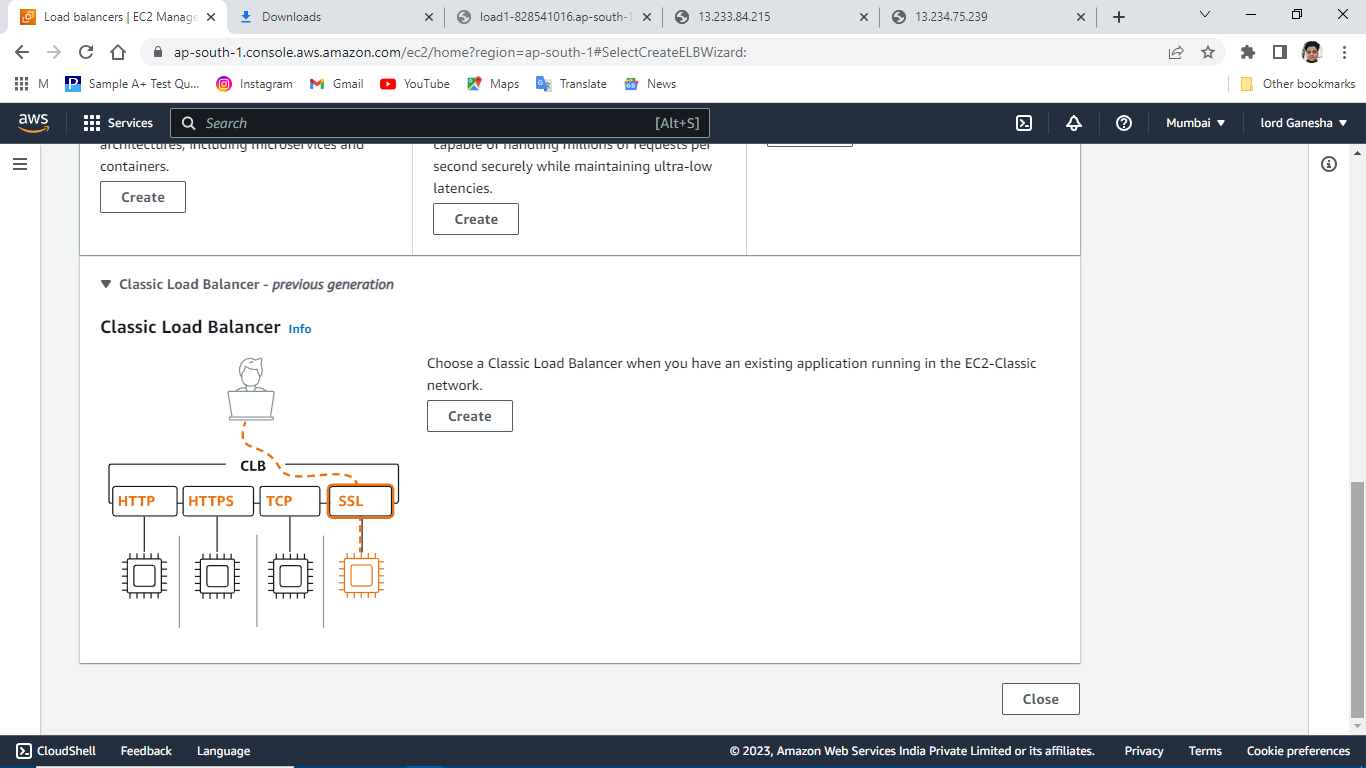 Load balancers | EC2 Manage
Downloads
load1-828541016.ap-south-1
13.233.84.215
13.234.75.239
ap-south-1.console.aws.amazon.com/ec2/home?region=ap-south-1#SelectCreateELBWizard:
M
Sample A+ Test Qu...
Instagram
Gmail
YouTube
Maps
Translate
News
Other bookmarks
aws
Services
Search
[Alt+S]
Mumbai
lord Ganesha
architectures, including microservices and
containers.
Create
capable of handling millions of requests per
second securely while maintaining ultra-low
latencies.
Create
Classic Load Balancer - previous generation
Classic Load Balancer Info
Choose a Classic Load Balancer when you have an existing application running in the EC2-Classic
network.
Create
CLB
HTTP
HTTPS
TCP
SSL
Close
CloudShell
Feedback
Language
© 2023, Amazon Web Services India Private Limited or its affiliates.
Privacy
Terms
Cookie preferences